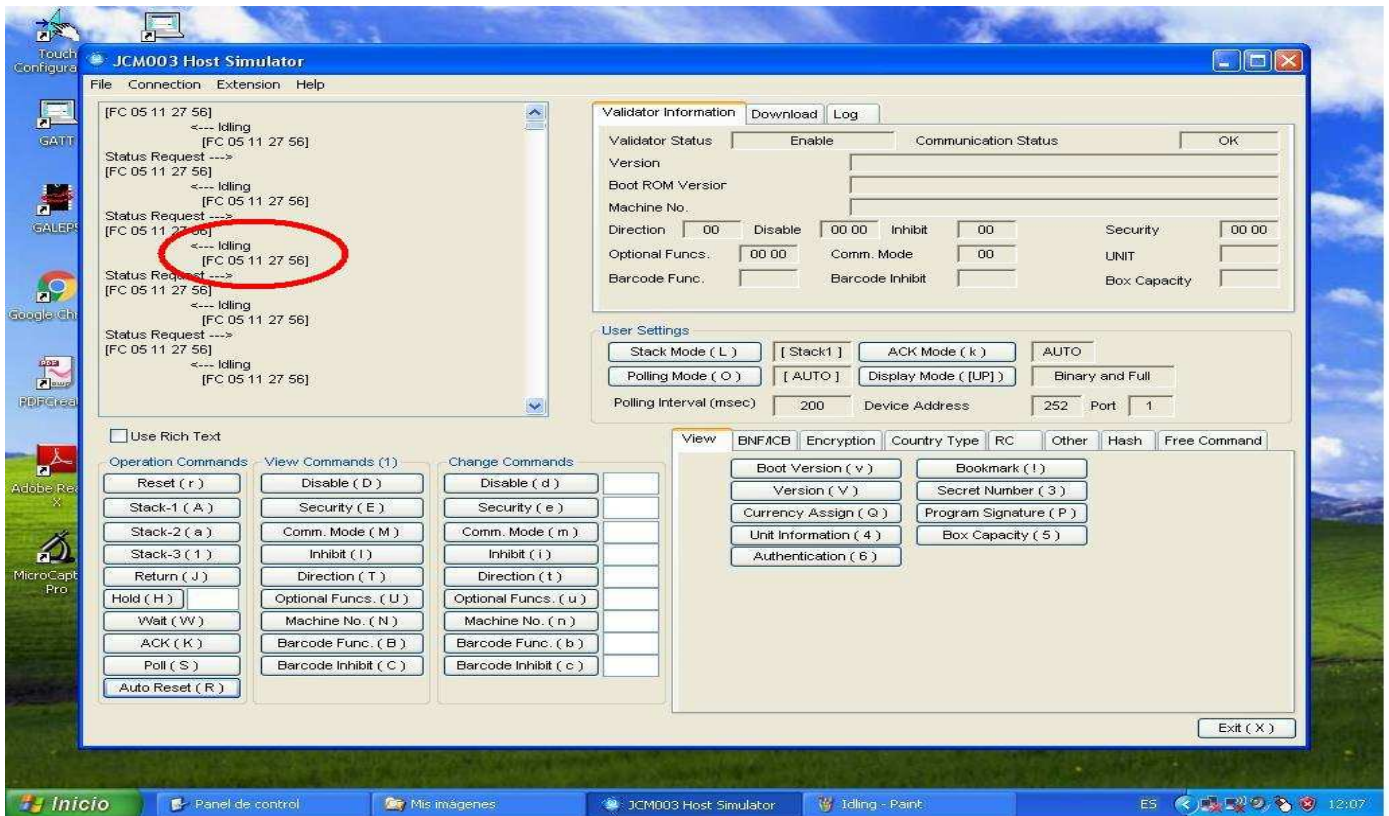 Touch
Configura
GATT
GALEPS
Google Ch
PDFCrea
Adobe Re
X
MicroCapt
Pro
JCM003 Host Simulator
File Connection Extension Help
[FC 05 11 27 56]
<--- Idling
[FC 05 11 27 56]
Status Request --->
[FC 05 11 27 56]
<--- Idling
[FC 05 11 27 56]
Status Request --->
[FC 05 11 27 56]
<--- Idling
[FC 05 11 27 56]
Status Request --->
[FC 05 11 27 56]
<--- Idling
[FC 05 11 27 56]
Status Request --->
[FC 05 11 27 56]
<--- Idling
[FC 05 11 27 56]
Use Rich Text
Validator Information Download Log
Validator Status Enable Communication Status OK
Version
Boot ROM Version
Machine No.
Direction 00 Disable 00 00 Inhibit 00 Security 00 00
Optional Funcs. 00 00 Comm. Mode 00 UNIT
Barcode Func. Barcode Inhibit Box Capacity
User Settings
Stack Mode ( L ) [ Stack1 ] ACK Mode ( k ) AUTO
Polling Mode ( O ) [ AUTO ] Display Mode ( [UP] ) Binary and Full
Polling Interval (msec) 200 Device Address 252 Port 1
Operation Commands
Reset ( r )
Stack-1 ( A )
Stack-2 ( a )
Stack-3 ( 1 )
Return ( J )
Hold ( H )
Wait ( W )
ACK ( K )
Poll ( S )
Auto Reset ( R )
View Commands (1)
Disable ( D )
Security ( E )
Comm. Mode ( M )
Inhibit ( I )
Direction ( T )
Optional Funcs. ( U )
Machine No. ( N )
Barcode Func. ( B )
Barcode Inhibit ( C )
Change Commands
Disable ( d )
Security ( e )
Comm. Mode ( m )
Inhibit ( i )
Direction ( t )
Optional Funcs. ( u )
Machine No. ( n )
Barcode Func. ( b )
Barcode Inhibit ( c )
View BNF/ICB Encryption Country Type RC Other Hash Free Command
Boot Version ( v ) Bookmark ( ! )
Version ( V ) Secret Number ( 3 )
Currency Assign ( Q ) Program Signature ( P )
Unit Information ( 4 ) Box Capacity ( 5 )
Authentication ( 6 )
Exit ( X )
Inicio Panel de control Mis imágenes JCM003 Host Simulator Idling - Paint ES 12:07